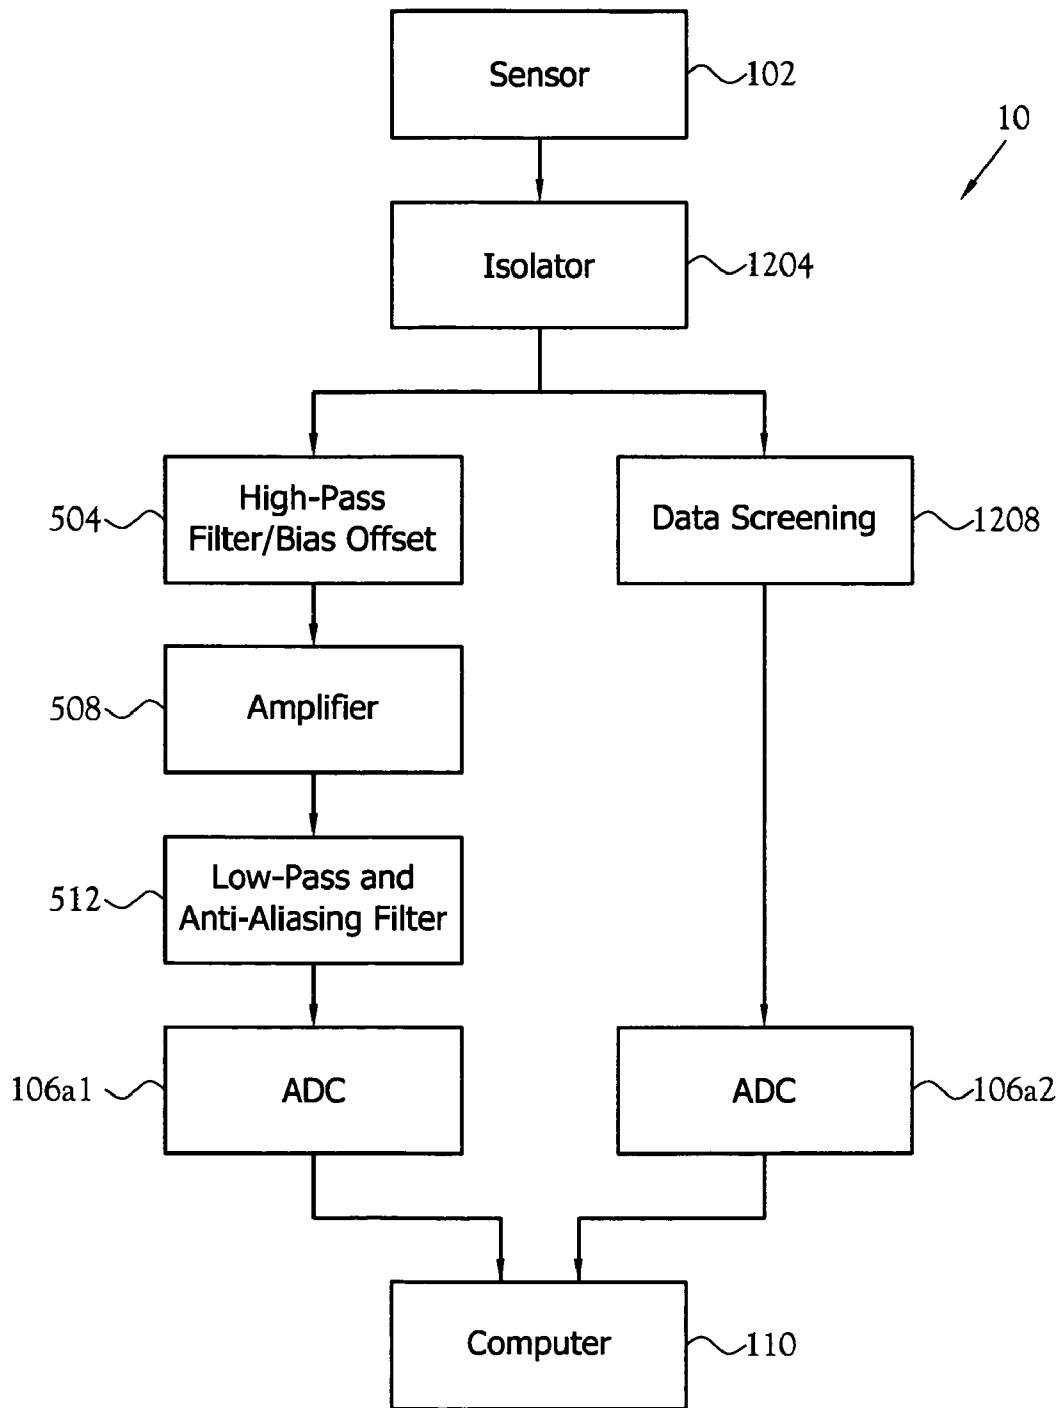 Sensor
102
10
Isolator
1204
504
High-Pass
Filter/Bias Offset
Data Screening
1208
508
Amplifier
512
Low-Pass and
Anti-Aliasing Filter
106a1
ADC
ADC
106a2
Computer
110